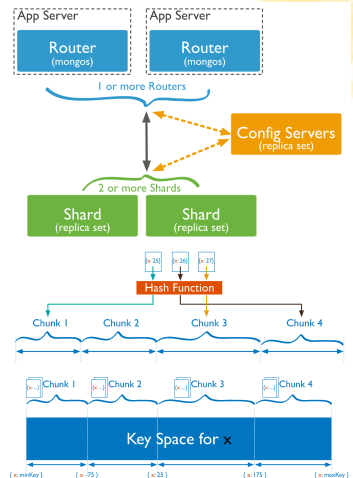 App Server
App Server
Router
(mongos)
Router
(mongos)
1 or more Routers
Config Servers
(replica set)
2 or more Shards
Shard
(replica set)
Shard
(replica set)
{x: 25}
{x: 26}
{x: 27}
Hash Function
Chunk 1
Chunk 2
Chunk 3
Chunk 4
{x: ...}
Chunk 1
{x: ...}
Chunk 2
{x: ...}
Chunk 3
{x: ...}
Chunk 4
Key Space for x
{ x: minKey }
{ x: -75 }
{ x: 25 }
{ x: 175 }
{ x: maxKey }